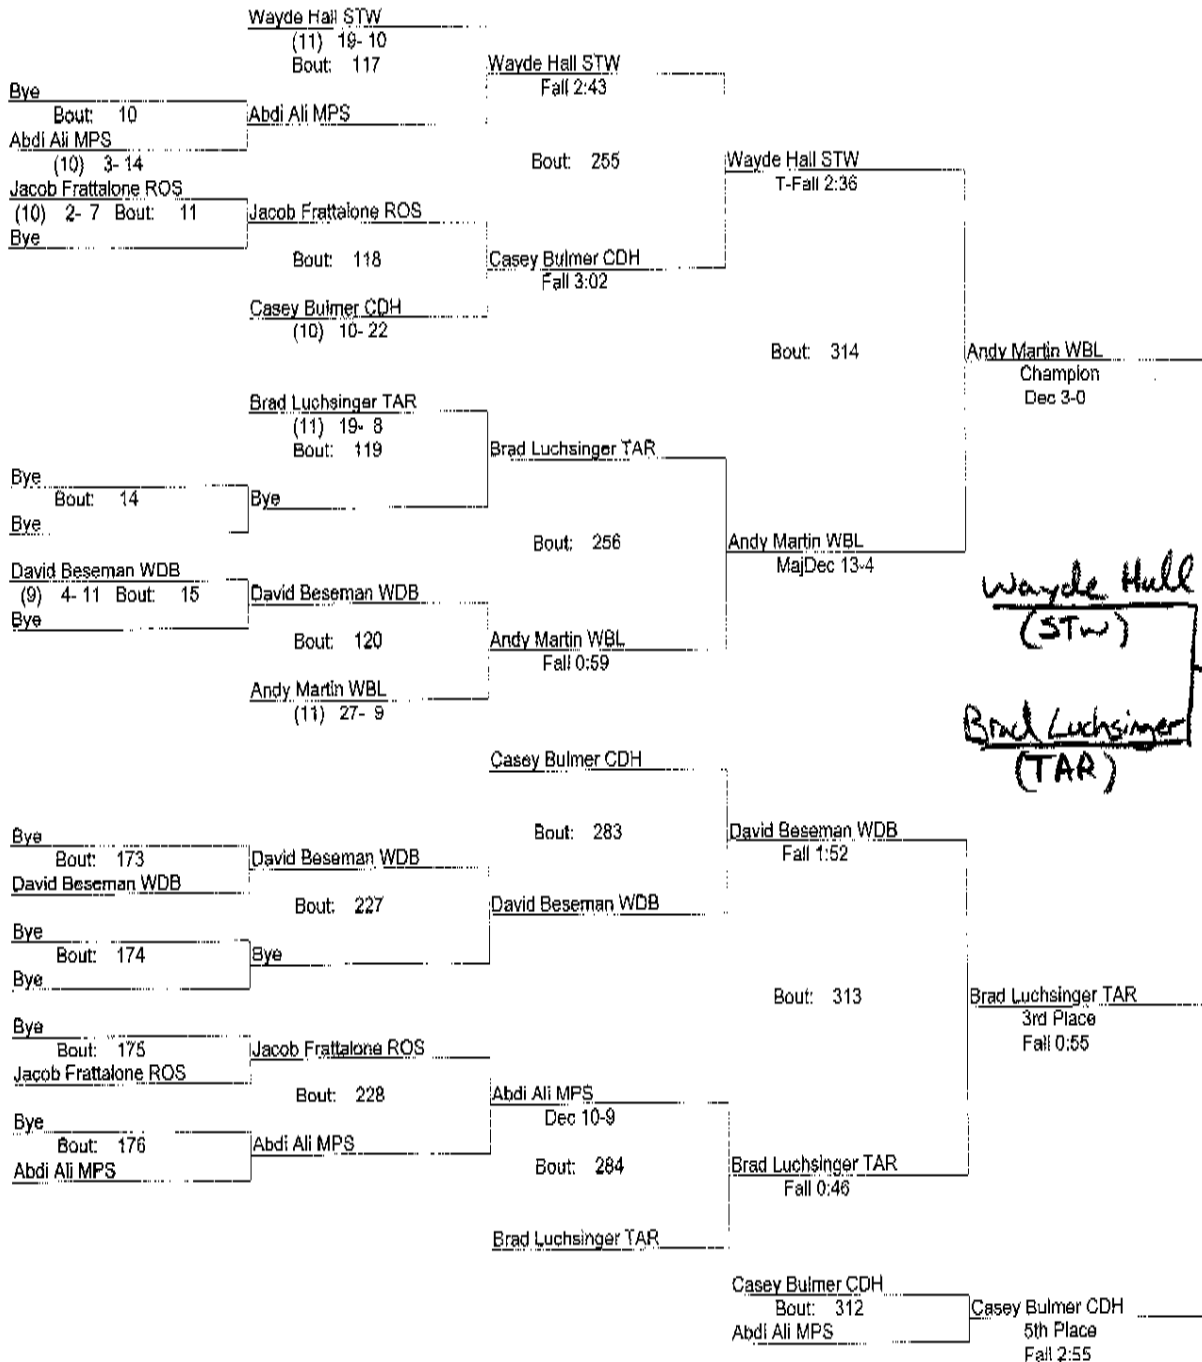 Wayde Hall STW
(11) 19- 10
Bout: 117
Wayde Hall STW
Fall 2:43
Bye
Bout: 10
Abdi Ali MPS
Abdi Ali MPS
(10) 3- 14
Bout: 255
Wayde Hall STW
T-Fall 2:36
Jacob Frattalone ROS
(10) 2- 7 Bout: 11
Jacob Frattalone ROS
Bye
Bout: 118
Casey Bulmer CDH
Fall 3:02
Casey Bulmer CDH
(10) 10- 22
Bout: 314
Andy Martin WBL
Champion
Dec 3-0
Brad Luchsinger TAR
(11) 19- 8
Bout: 119
Brad Luchsinger TAR
Bye
Bout: 14
Bye
Bye
Bout: 256
Andy Martin WBL
MajDec 13-4
David Beseman WDB
(9) 4- 11 Bout: 15
David Beseman WDB
Bye
Bout: 120
Andy Martin WBL
Fall 0:59
Andy Martin WBL
(11) 27- 9
Wayde Hall
(STW)
Brad Luchsinger
(TAR)
Casey Bulmer CDH
Bout: 283
David Beseman WDB
Fall 1:52
Bye
Bout: 173
David Beseman WDB
David Beseman WDB
Bout: 227
David Beseman WDB
Bye
Bout: 174
Bye
Bye
Bout: 313
Brad Luchsinger TAR
3rd Place
Fall 0:55
Bye
Bout: 175
Jacob Frattalone ROS
Jacob Frattalone ROS
Bout: 228
Abdi Ali MPS
Dec 10-9
Bye
Bout: 176
Abdi Ali MPS
Abdi Ali MPS
Bout: 284
Brad Luchsinger TAR
Fall 0:46
Brad Luchsinger TAR
Casey Bulmer CDH
Bout: 312
Abdi Ali MPS
Casey Bulmer CDH
5th Place
Fall 2:55